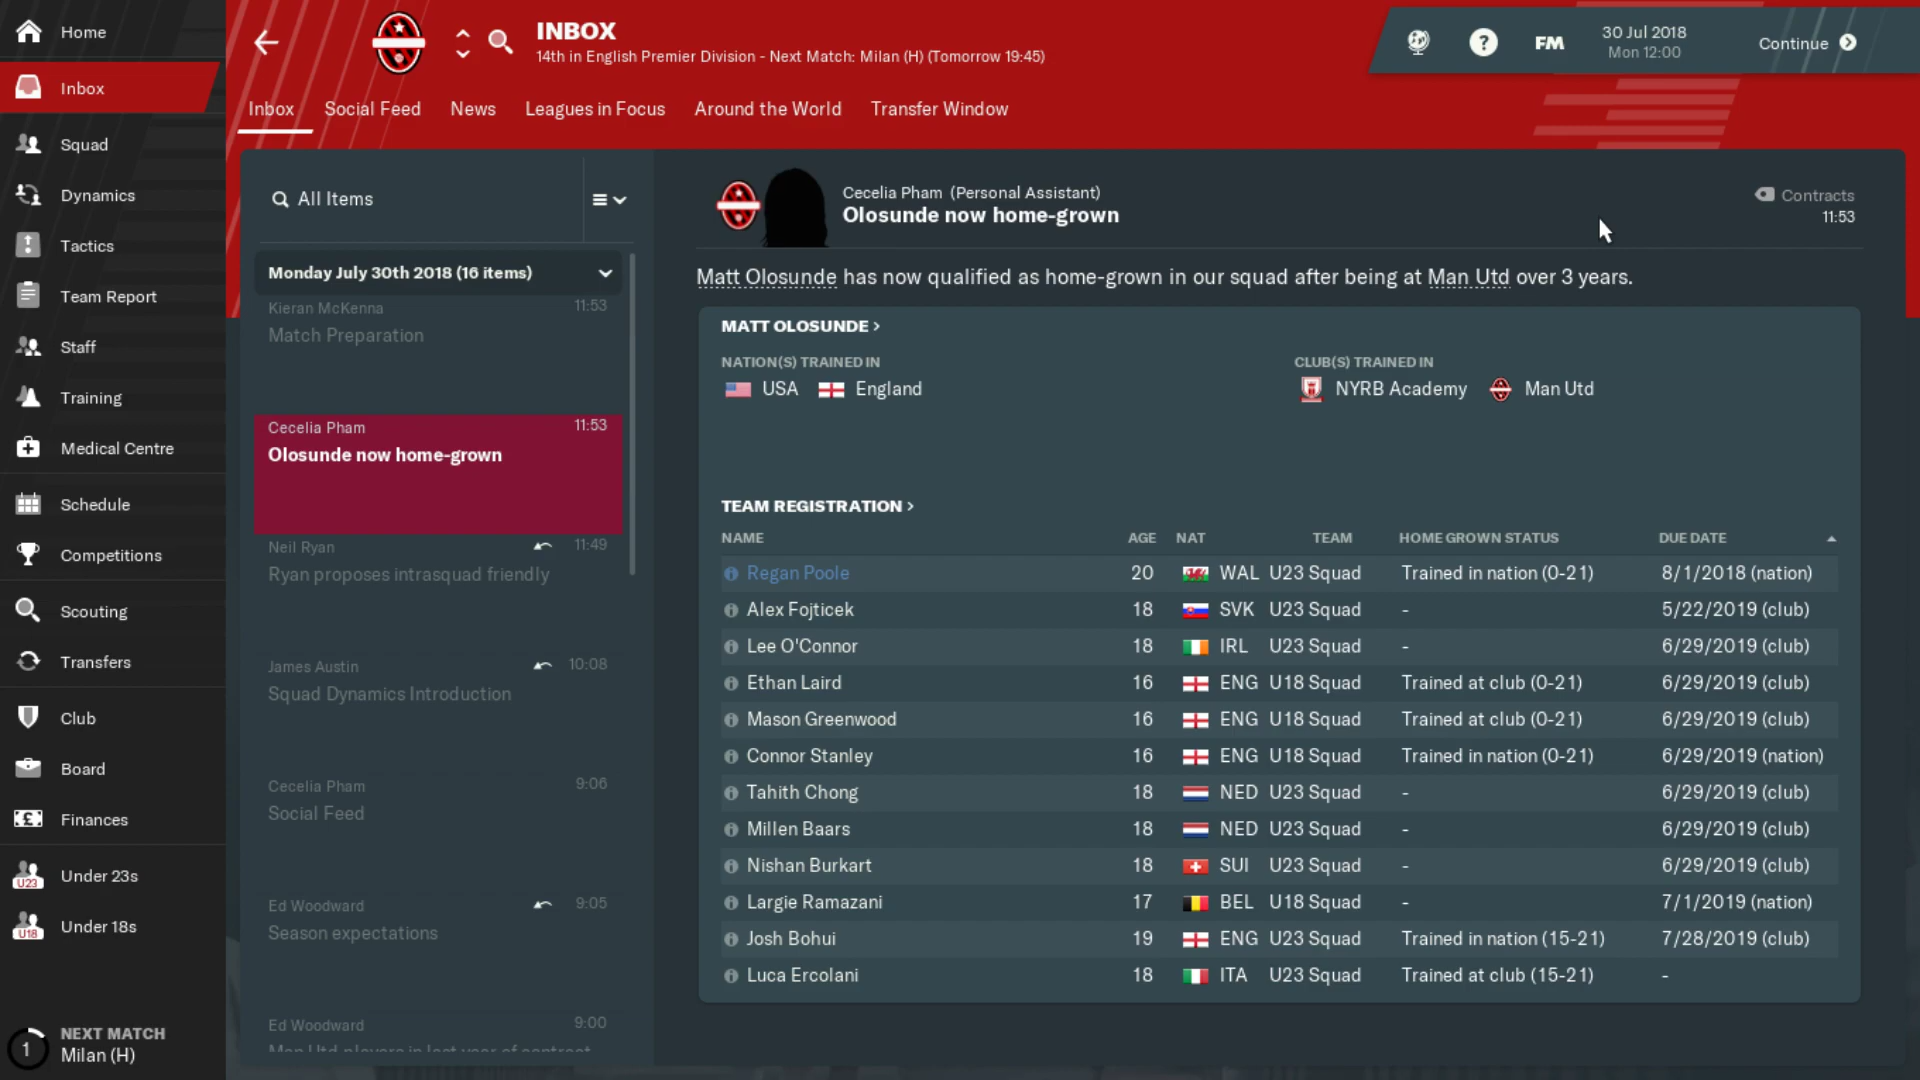 Home
Inbox
Squad
Dynamics
Tactics
Team Report
Staff
Training
Medical Centre
Schedule
Competitions
Scouting
Transfers
Club
Board
Finances
U23 Under 23s
U18 Under 18s
1 NEXT MATCH
Milan (H)
INBOX
14th in English Premier Division - Next Match: Milan (H) (Tomorrow 19:45)
? FM 30 Jul 2018 Continue
Mon 12:00
Inbox Social Feed News Leagues in Focus Around the World Transfer Window
All Items
Monday July 30th 2018 (16 items)
Kieran McKenna 11:53
Match Preparation
Cecelia Pham 11:53
Olosunde now home-grown
Neil Ryan 11:49
Ryan proposes intrasquad friendly
James Austin 10:08
Squad Dynamics Introduction
Cecelia Pham 9:06
Social Feed
Ed Woodward 9:05
Season expectations
Ed Woodward 9:00
Man Utd players in last year of contract
Cecelia Pham (Personal Assistant) Contracts
Olosunde now home-grown 11:53
Matt Olosunde has now qualified as home-grown in our squad after being at Man Utd over 3 years.
MATT OLOSUNDE >
NATION(S) TRAINED IN CLUB(S) TRAINED IN
USA England NYRB Academy Man Utd
TEAM REGISTRATION >
NAME AGE NAT TEAM HOME GROWN STATUS DUE DATE
Regan Poole 20 WAL U23 Squad Trained in nation (0-21) 8/1/2018 (nation)
Alex Fojticek 18 SVK U23 Squad - 5/22/2019 (club)
Lee O'Connor 18 IRL U23 Squad - 6/29/2019 (club)
Ethan Laird 16 ENG U18 Squad Trained at club (0-21) 6/29/2019 (club)
Mason Greenwood 16 ENG U18 Squad Trained at club (0-21) 6/29/2019 (club)
Connor Stanley 16 ENG U18 Squad Trained in nation (0-21) 6/29/2019 (nation)
Tahith Chong 18 NED U23 Squad - 6/29/2019 (club)
Millen Baars 18 NED U23 Squad - 6/29/2019 (club)
Nishan Burkart 18 SUI U23 Squad - 6/29/2019 (club)
Largie Ramazani 17 BEL U18 Squad - 7/1/2019 (nation)
Josh Bohui 19 ENG U23 Squad Trained in nation (15-21) 7/28/2019 (club)
Luca Ercolani 18 ITA U23 Squad Trained at club (15-21) -